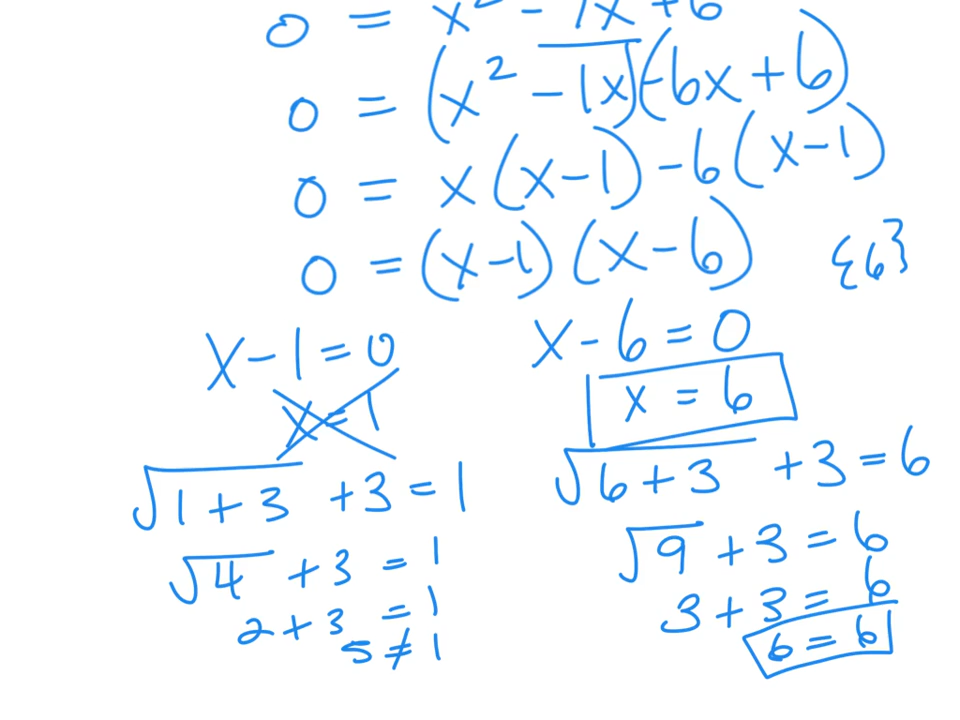 0 = x² - 7x + 6
0 = (x² - 1x)(-6x + 6)
0 = x(x-1) - 6(x-1)
0 = (x-1)(x-6) {6}
x-1=0 x-6=0
x=1 x = 6
√1+3 +3=1 √6+3 +3=6
√4 +3 = 1 √9 +3=6
2+3 =1 3+3= 6
5≠1 6=6